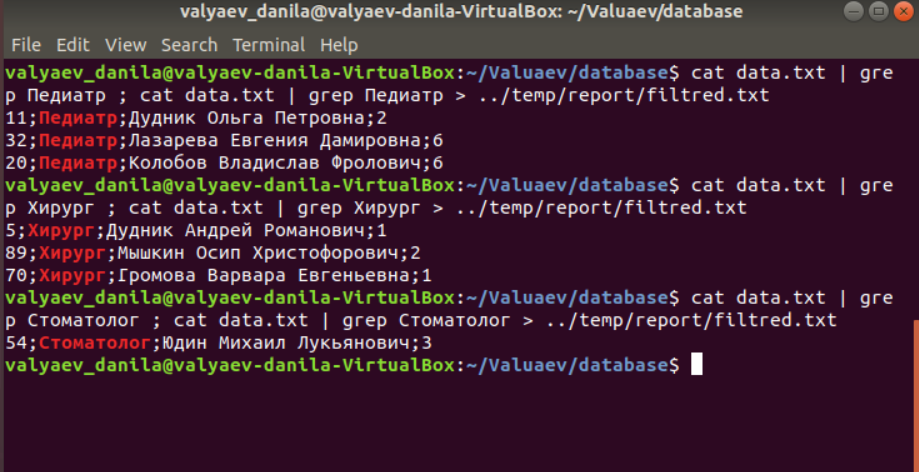 valyaev_danila@valyaev-danila-VirtualBox: ~/Valuaev/database
File Edit View Search Terminal Help
valyaev_danila@valyaev-danila-VirtualBox:~/Valuaev/database$ cat data.txt | gre
p Педиатр ; cat data.txt | grep Педиатр > ../temp/report/filtred.txt
11;Педиатр;Дудник Ольга Петровна;2
32;Педиатр;Лазарева Евгения Дамировна;6
20;Педиатр;Колобов Владислав Фролович;6
valyaev_danila@valyaev-danila-VirtualBox:~/Valuaev/database$ cat data.txt | gre
p Хирург ; cat data.txt | grep Хирург > ../temp/report/filtred.txt
5;Хирург;Дудник Андрей Романович;1
89;Хирург;Мышкин Осип Христофорович;2
70;Хирург;Громова Варвара Евгеньевна;1
valyaev_danila@valyaev-danila-VirtualBox:~/Valuaev/database$ cat data.txt | gre
p Стоматолог ; cat data.txt | grep Стоматолог > ../temp/report/filtred.txt
54;Стоматолог;Юдин Михаил Лукьянович;3
valyaev_danila@valyaev-danila-VirtualBox:~/Valuaev/database$